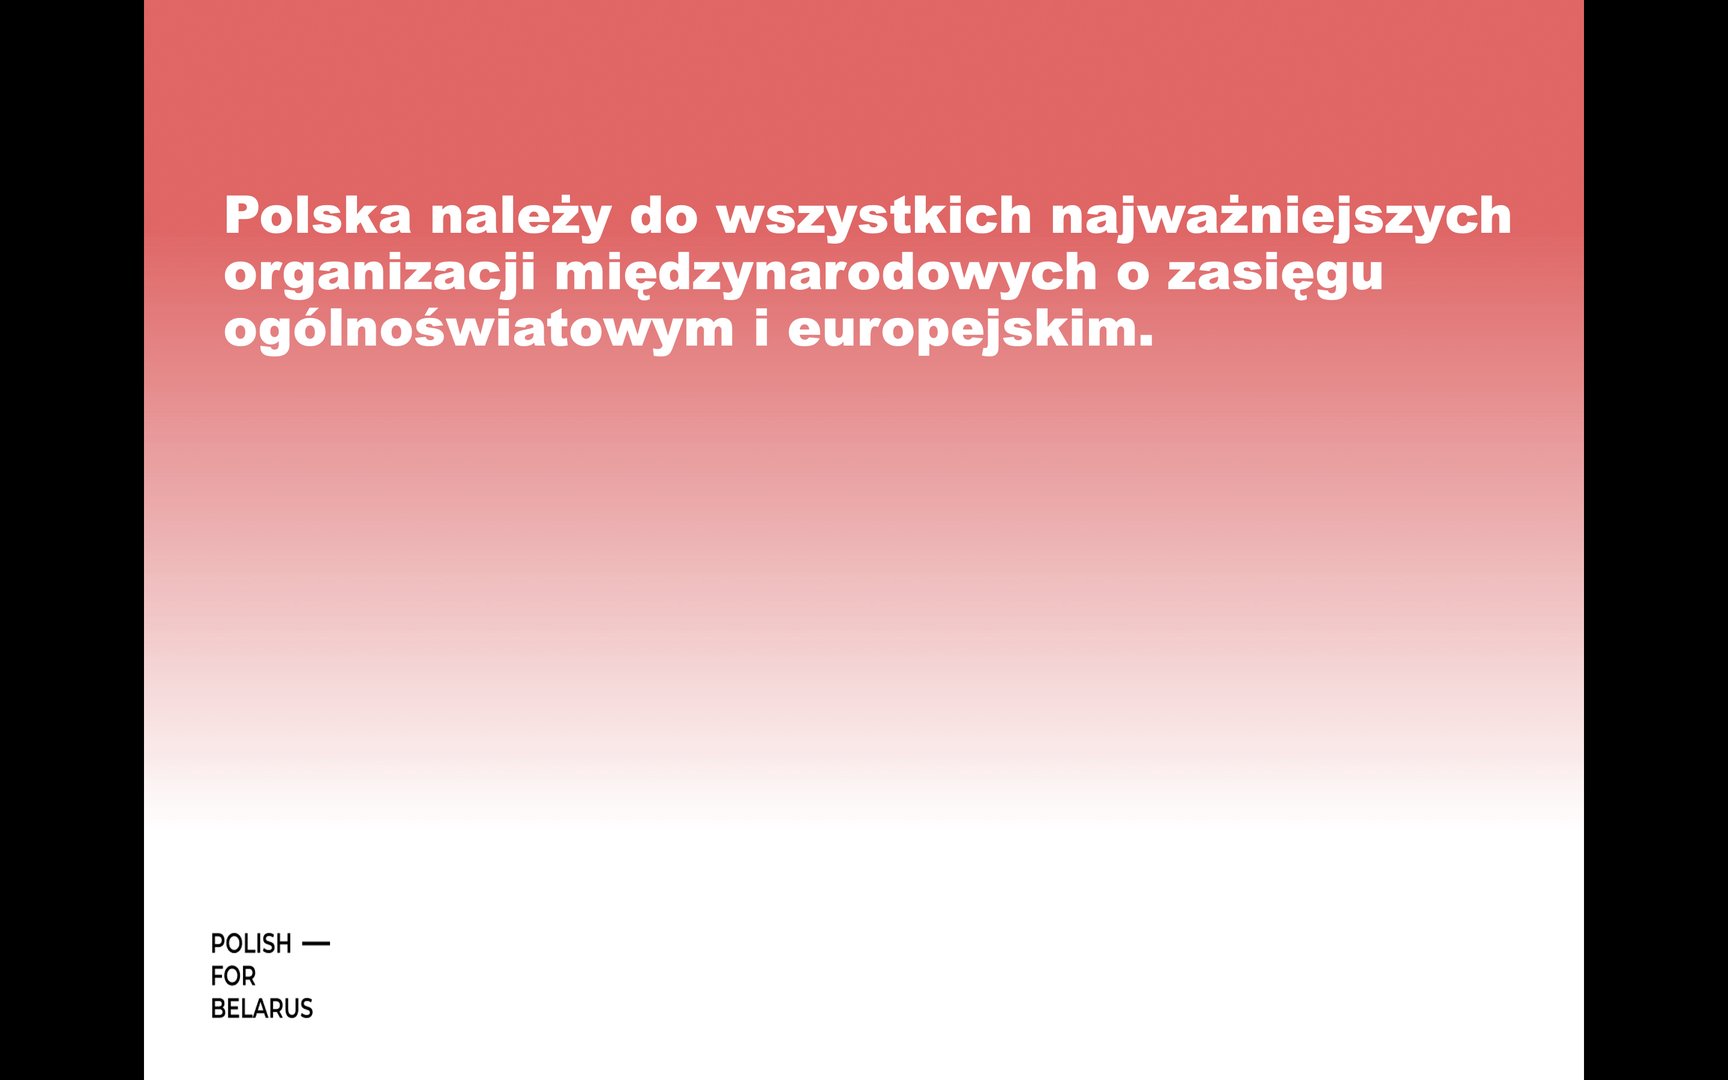 Polska należy do wszystkich najważniejszych
organizacji międzynarodowych o zasięgu
ogólnoświatowym i europejskim.
POLISH —
FOR
BELARUS